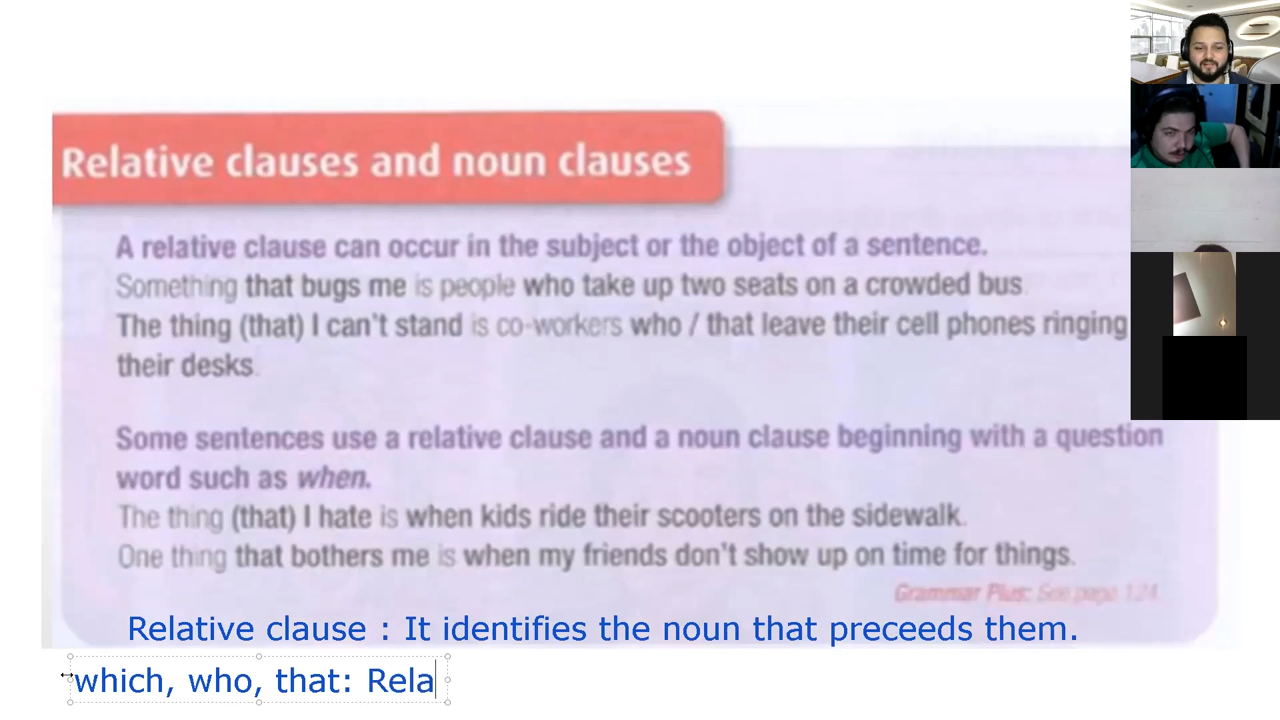 Relative clauses and noun clauses
A relative clause can occur in the subject or the object of a sentence.
Something that bugs me is people who take up two seats on a crowded bus.
The thing (that) I can't stand is co-workers who / that leave their cell phones ringing
their desks.
Some sentences use a relative clause and a noun clause beginning with a question
word such as when.
The thing (that) I hate is when kids ride their scooters on the sidewalk.
One thing that bothers me is when my friends don't show up on time for things.
Grammar Plus: See page 124
Relative clause : It identifies the noun that preceeds them.
which, who, that: Rela